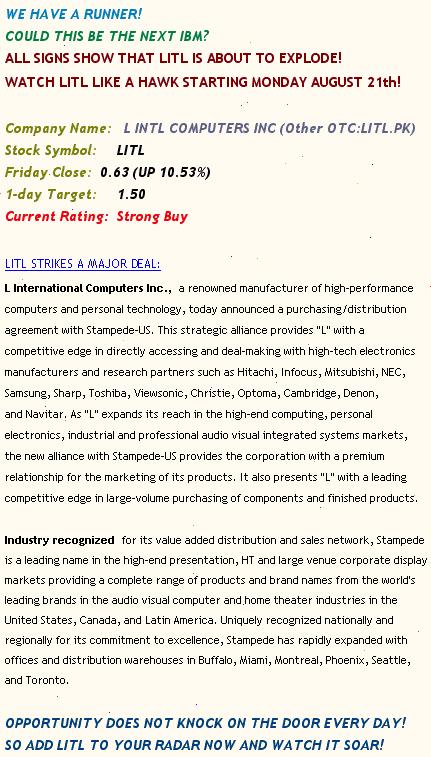 WE HAVE A RUNNER!
COULD THIS BE THE NEXT IBM?
ALL SIGNS SHOW THAT LITL IS ABOUT TO EXPLODE!
WATCH LITL LIKE A HAWK STARTING MONDAY AUGUST 21th!
Company Name: L INTL COMPUTERS INC (Other OTC:LITL.PK)
Stock Symbol: LITL
Friday Close: 0.63 (UP 10.53%)
1-day Target: 1.50
Current Rating: Strong Buy
LITL STRIKES A MAJOR DEAL:
L International Computers Inc., a renowned manufacturer of high-performance
computers and personal technology, today announced a purchasing/distribution
agreement with Stampede-US. This strategic alliance provides "L" with a
competitive edge in directly accessing and deal-making with high-tech electronics
manufacturers and research partners such as Hitachi, Infocus, Mitsubishi, NEC,
Samsung, Sharp, Toshiba, Viewsonic, Christie, Optoma, Cambridge, Denon,
and Navitar. As "L" expands its reach in the high-end computing, personal
electronics, industrial and professional audio visual integrated systems markets,
the new alliance with Stampede-US provides the corporation with a premium
relationship for the marketing of its products. It also presents "L" with a leading
competitive edge in large-volume purchasing of components and finished products.
Industry recognized for its value added distribution and sales network, Stampede
is a leading name in the high-end presentation, HT and large venue corporate display
markets providing a complete range of products and brand names from the world's
leading brands in the audio visual computer and home theater industries in the
United States, Canada, and Latin America. Uniquely recognized nationally and
regionally for its commitment to excellence, Stampede has rapidly expanded with
offices and distribution warehouses in Buffalo, Miami, Montreal, Phoenix, Seattle,
and Toronto.
OPPORTUNITY DOES NOT KNOCK ON THE DOOR EVERY DAY!
SO ADD LITL TO YOUR RADAR NOW AND WATCH IT SOAR!